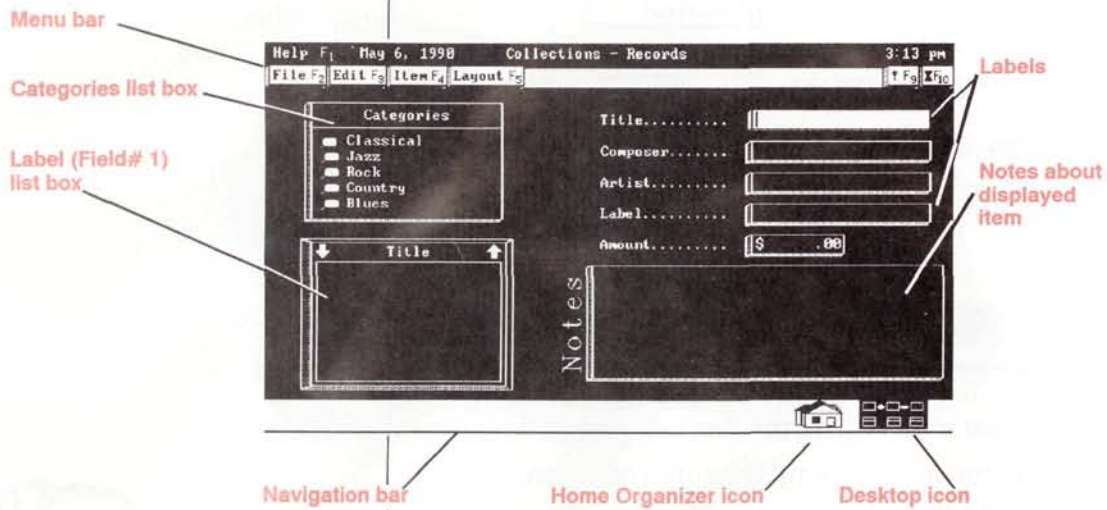 Menu bar
Help F1 May 6, 1990 Collections - Records 3:13 pm
File F2 Edit F3 Item F4 Layout F5 F9 F10
Labels
Categories list box
Categories
Classical
Jazz
Rock
Country
Blues
Title.........
Composer.......
Artist.........
Label..........
Amount......... $ .00
Label (Field# 1)
list box
Title
Notes about
displayed
item
Notes
Navigation bar
Home Organizer icon
Desktop icon